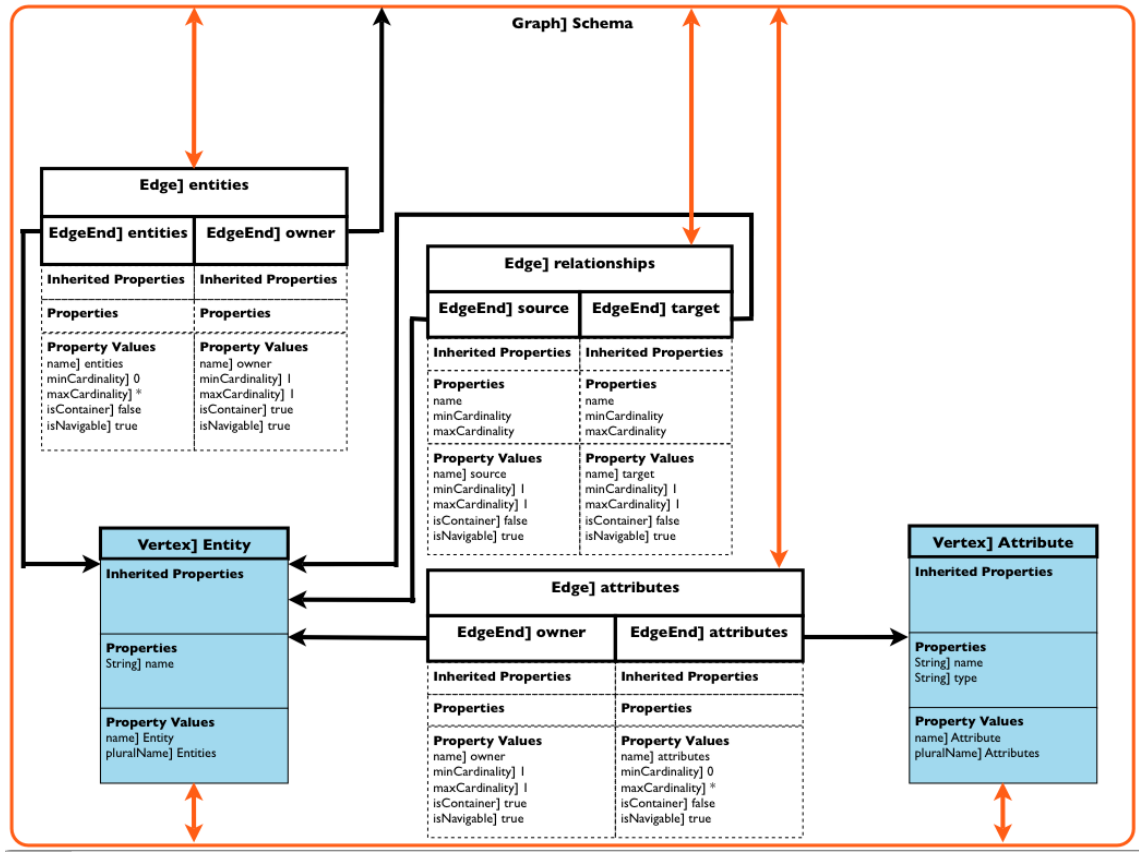 Graph] Schema
Edge] entities
EdgeEnd] entities
EdgeEnd] owner
Inherited Properties
Inherited Properties
Properties
Properties
Property Values
name] entities
minCardinality] 0
maxCardinality] *
isContainer] false
isNavigable] true
Property Values
name] owner
minCardinality] 1
maxCardinality] 1
isContainer] true
isNavigable] true
Edge] relationships
EdgeEnd] source
EdgeEnd] target
Inherited Properties
Inherited Properties
Properties
name
minCardinality
maxCardinality
Properties
name
minCardinality
maxCardinality
Property Values
name] source
minCardinality] 1
maxCardinality] 1
isContainer] false
isNavigable] true
Property Values
name] target
minCardinality] 1
maxCardinality] 1
isContainer] false
isNavigable] true
Vertex] Entity
Inherited Properties
Properties
String] name
Property Values
name] Entity
pluralName] Entities
Edge] attributes
EdgeEnd] owner
EdgeEnd] attributes
Inherited Properties
Inherited Properties
Properties
Properties
Property Values
name] owner
minCardinality] 1
maxCardinality] 1
isContainer] true
isNavigable] true
Property Values
name] attributes
minCardinality] 0
maxCardinality] *
isContainer] false
isNavigable] true
Vertex] Attribute
Inherited Properties
Properties
String] name
String] type
Property Values
name] Attribute
pluralName] Attributes